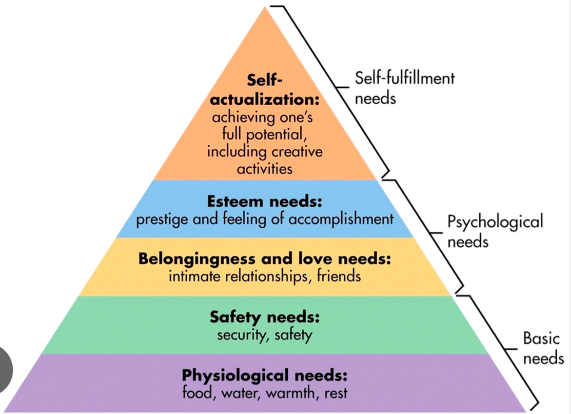 Self-
actualization:
achieving one's
full potential,
including creative
activities
Self-fulfillment
needs
Esteem needs:
prestige and feeling of accomplishment
Psychological
needs
Belongingness and love needs:
intimate relationships, friends
Safety needs:
security, safety
Basic
needs
Physiological needs:
food, water, warmth, rest